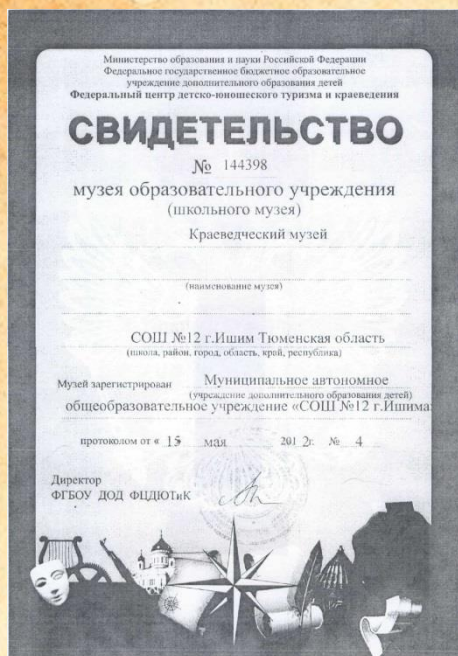 Министерство образования и науки Российской Федерации
Федеральное государственное бюджетное образовательное
учреждение дополнительного образования детей
Федеральный центр детско-юношеского туризма и краеведения
СВИДЕТЕЛЬСТВО
№ 144398
музея образовательного учреждения
(школьного музея)
Краеведческий музей
(наименование музея)
СОШ №12 г.Ишим Тюменская область
(школа, район, город, область, край, республика)
Музей зарегистрирован Муниципальное автономное
(учреждение дополнительного образования детей)
общеобразовательное учреждение «СОШ №12 г.Ишима
протоколом от « 15 мая 2012г. № 4
Директор
ФГБОУ ДОД ФЦДЮТиК